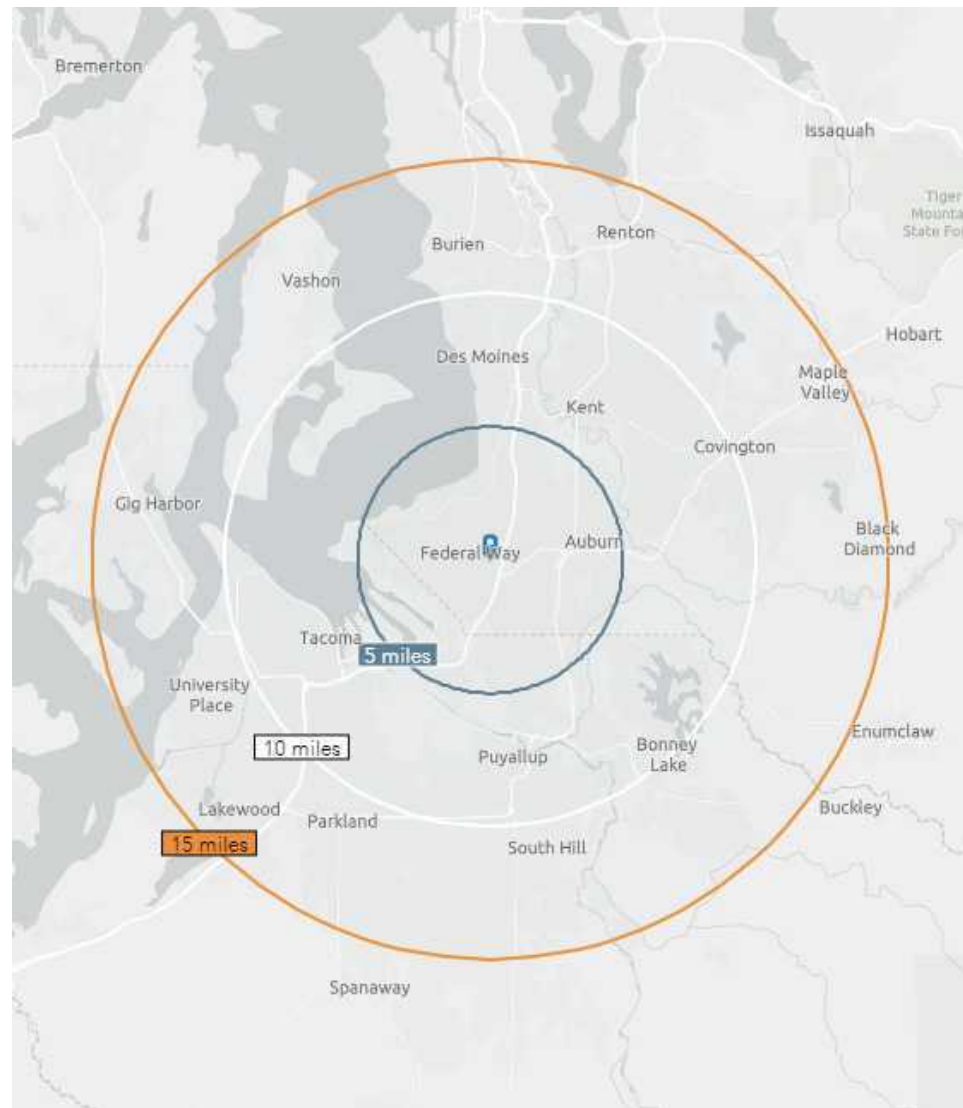 Bremerton
Issaquah
Tiger
Mounta
State Fo
Burien
Renton
Vashon
Hobart
Des Moines
Maple
Valley
Kent
Covington
Gig Harbor
Black
Diamond
Auburn
Federal Way
Tacoma
5 miles
University
Place
10 miles
Puyallup
Bonney
Lake
Enumclaw
Buckley
Lakewood
Parkland
15 miles
South Hill
Spanaway